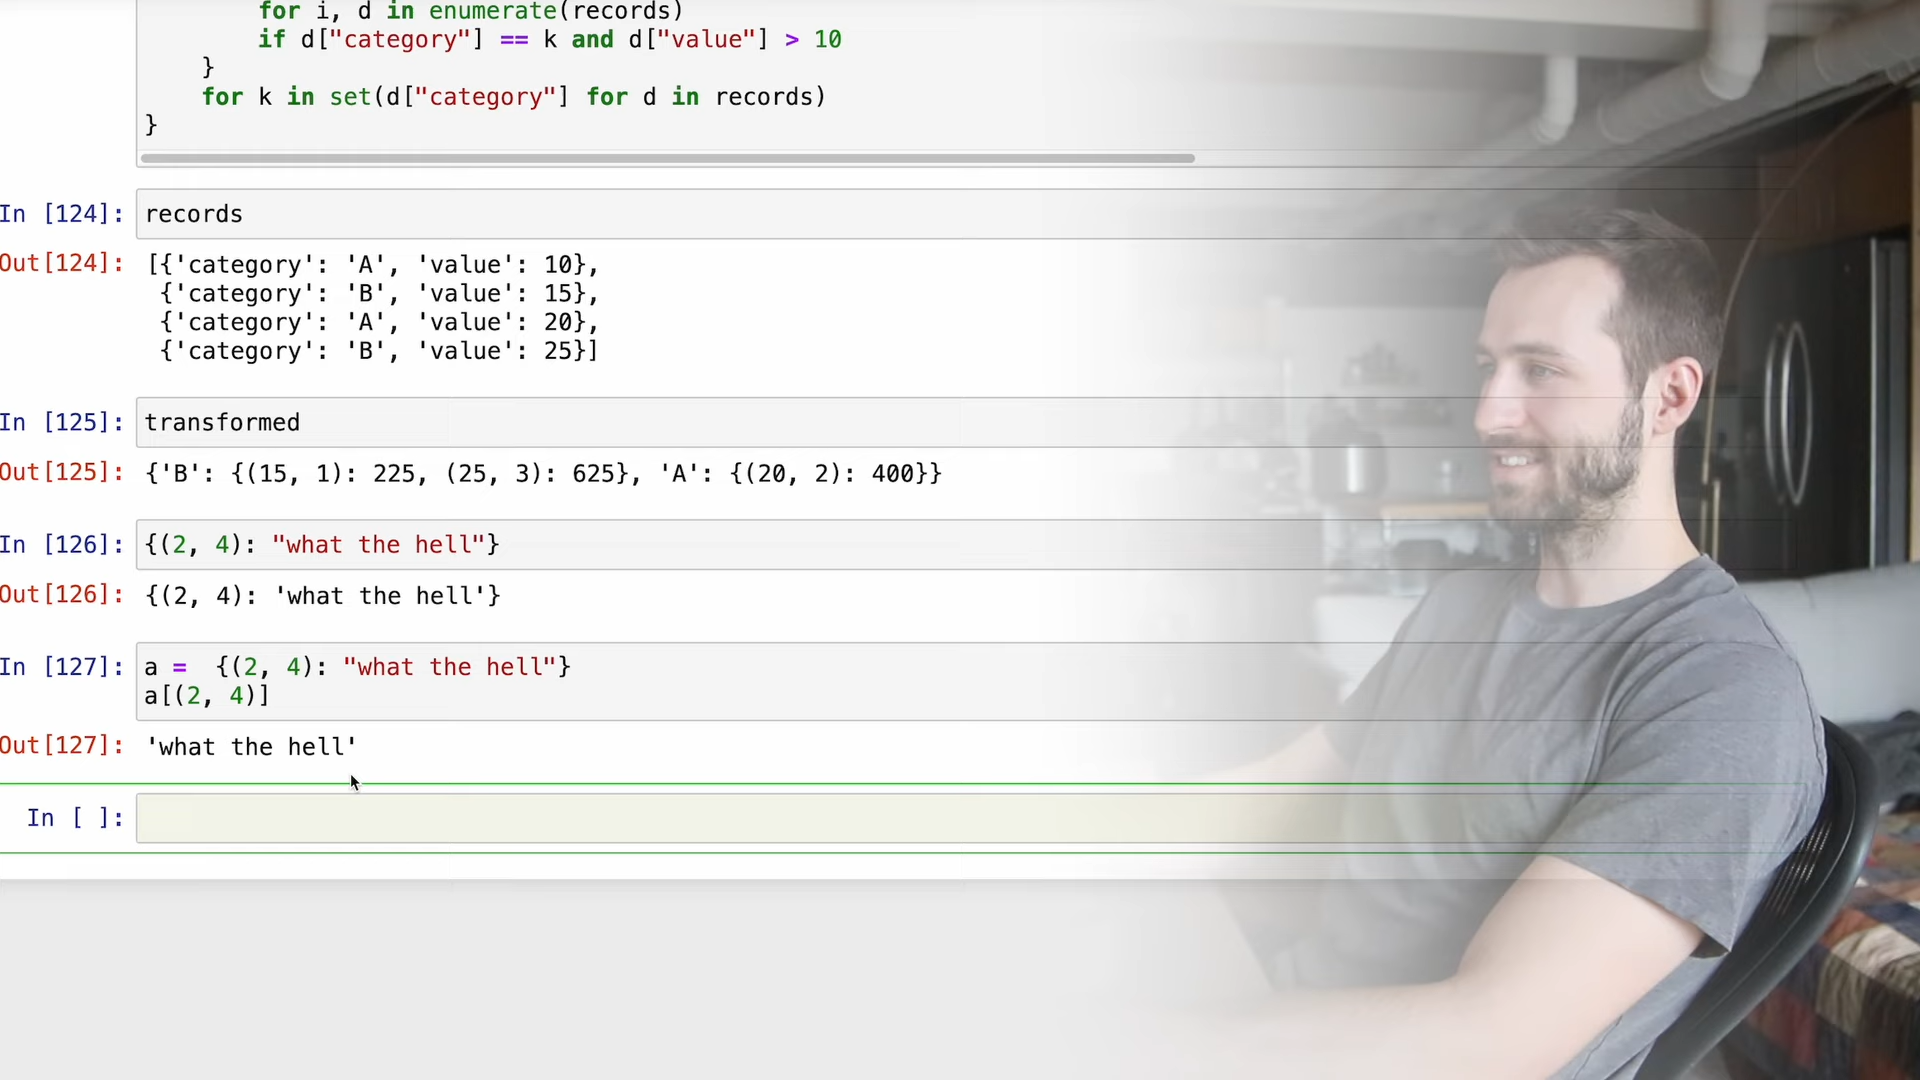 for i, d in enumerate(records)
if d["category"] == k and d["value"] > 10
}
for k in set(d["category"] for d in records)
}
In [124]: records
Out[124]: [{'category': 'A', 'value': 10},
{'category': 'B', 'value': 15},
{'category': 'A', 'value': 20},
{'category': 'B', 'value': 25}]
In [125]: transformed
Out[125]: {'B': {(15, 1): 225, (25, 3): 625}, 'A': {(20, 2): 400}}
In [126]: {(2, 4): "what the hell"}
Out[126]: {(2, 4): 'what the hell'}
In [127]: a =  {(2, 4): "what the hell"}
a[(2, 4)]
Out[127]: 'what the hell'
In [ ]: